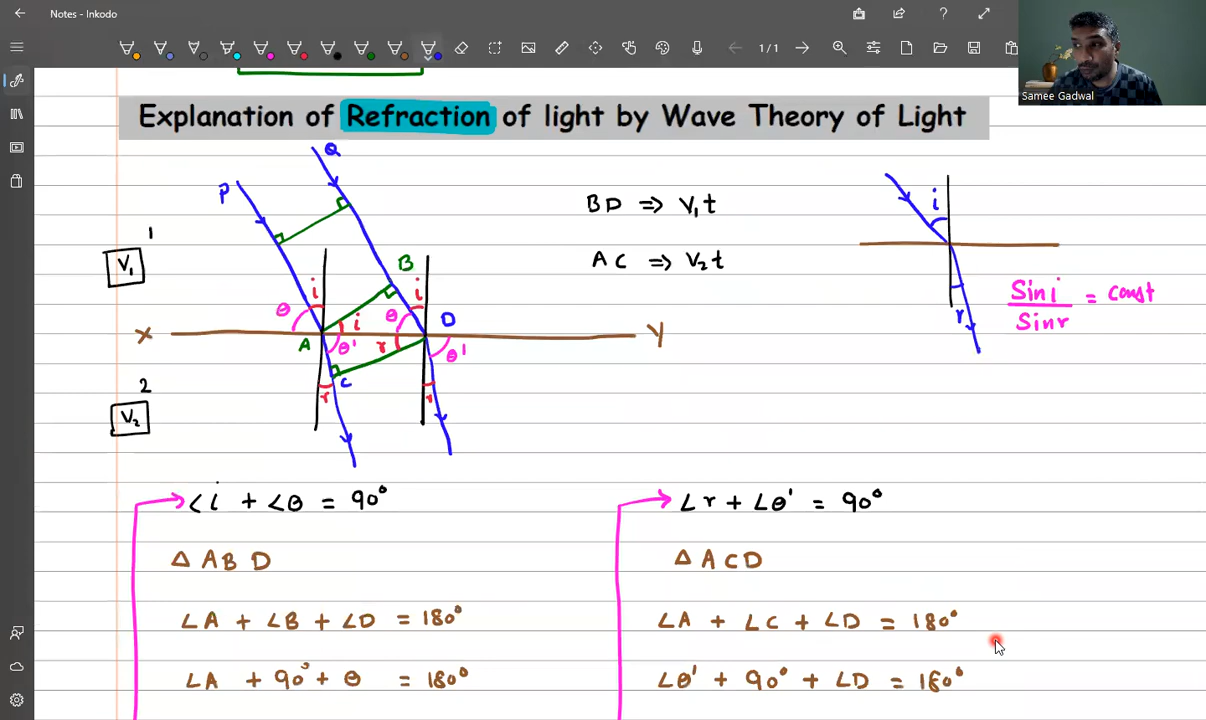 Notes - Inkodo
1/1
Samee Gadwal
Explanation of Refraction of light by Wave Theory of Light
Q
P
BD ⇒ V₁t
i
1
V₁
B
AC ⇒ V₂t
θ i i
θ
Sin i / Sin r = const
X A i D Y
θ' r θ'
r
C
2
V₂
r r
∠i + ∠θ = 90°
∠r + ∠θ' = 90°
Δ ABD
Δ ACD
∠A + ∠B + ∠D = 180°
∠A + ∠C + ∠D = 180°
∠A + 90° + θ = 180°
∠θ' + 90° + ∠D = 180°